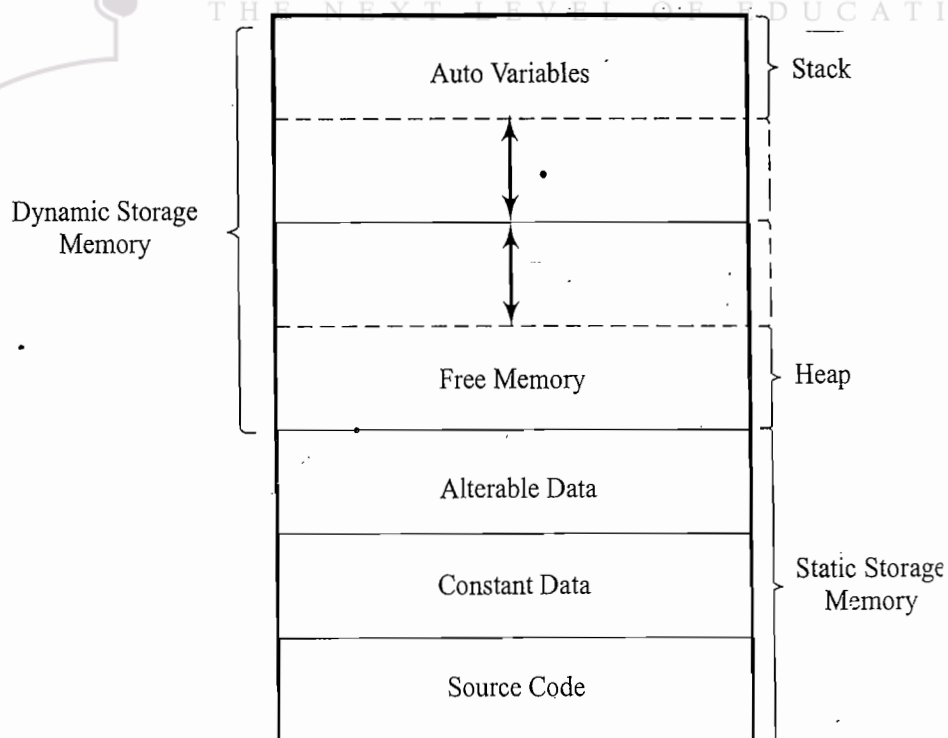 THE NEXT LEVEL OF EDUCATI
Auto Variables
Stack
Dynamic Storage
Memory
Free Memory
Heap
Alterable Data
Constant Data
Static Storage
Memory
Source Code